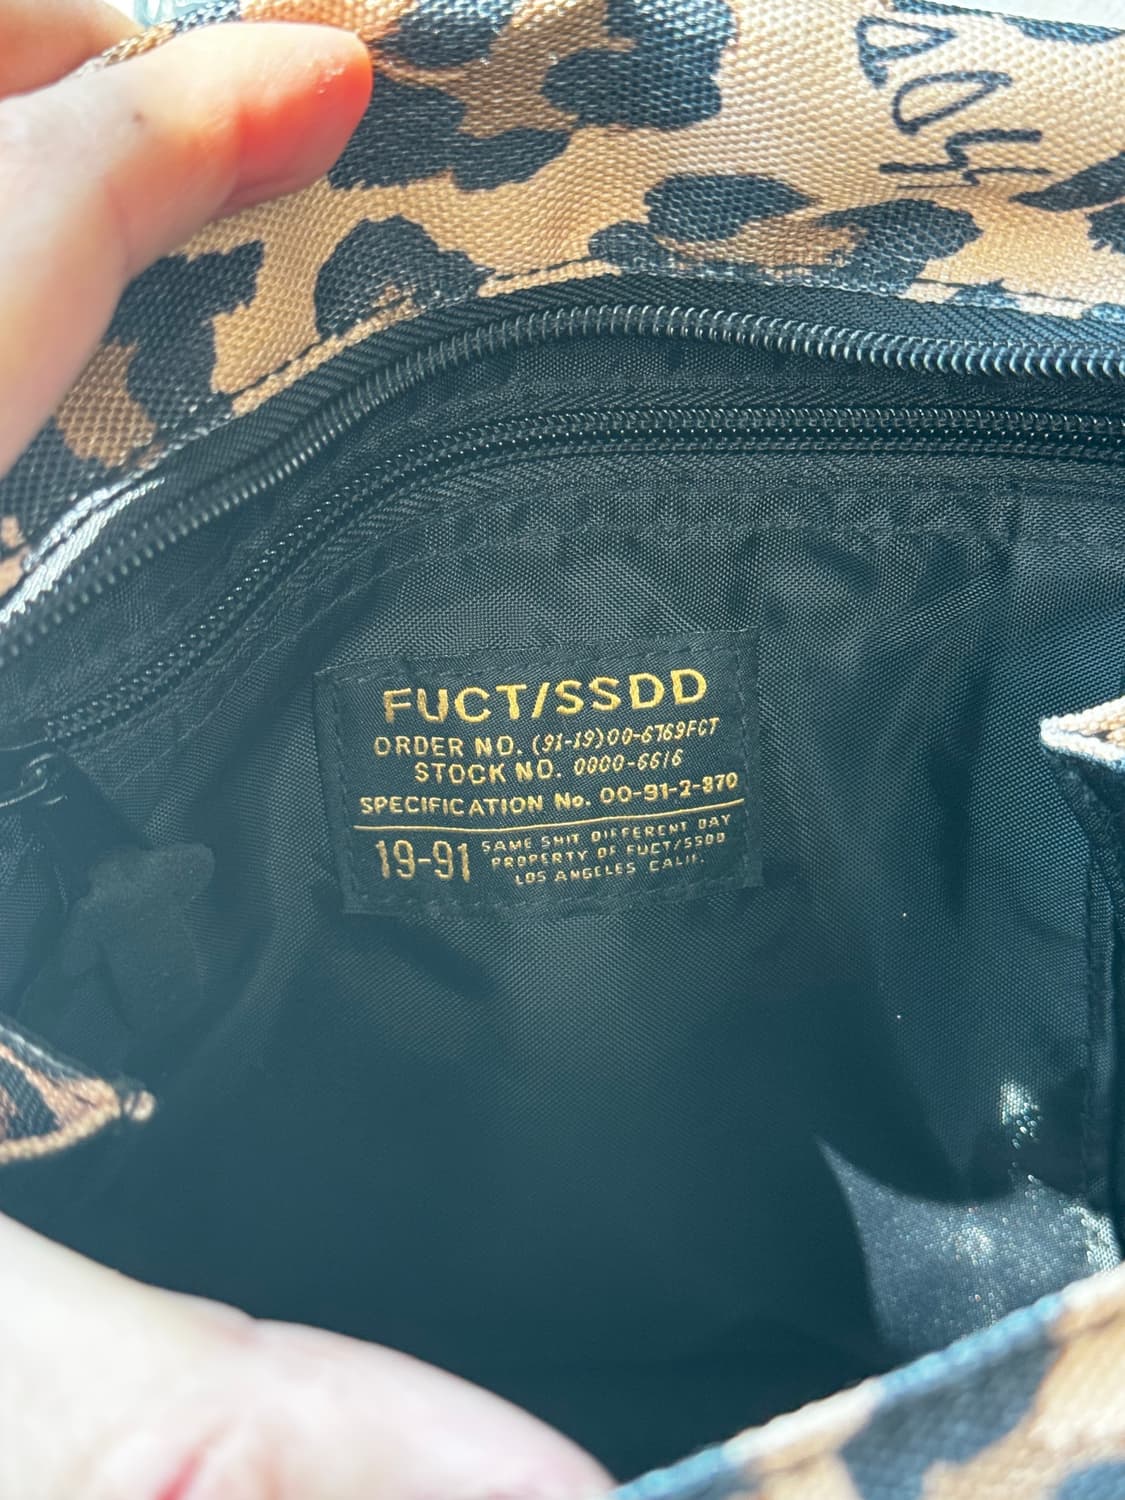 SSDD
FUCT/SSDD
ORDER NO. (91-19)00-6769FCT
STOCK NO. 0000-6616
SPECIFICATION No. 00-91-2-870
19-91
SAME SHIT DIFFERENT DAY
PROPERTY OF FUCT/SSDD
LOS ANGELES CALIF.